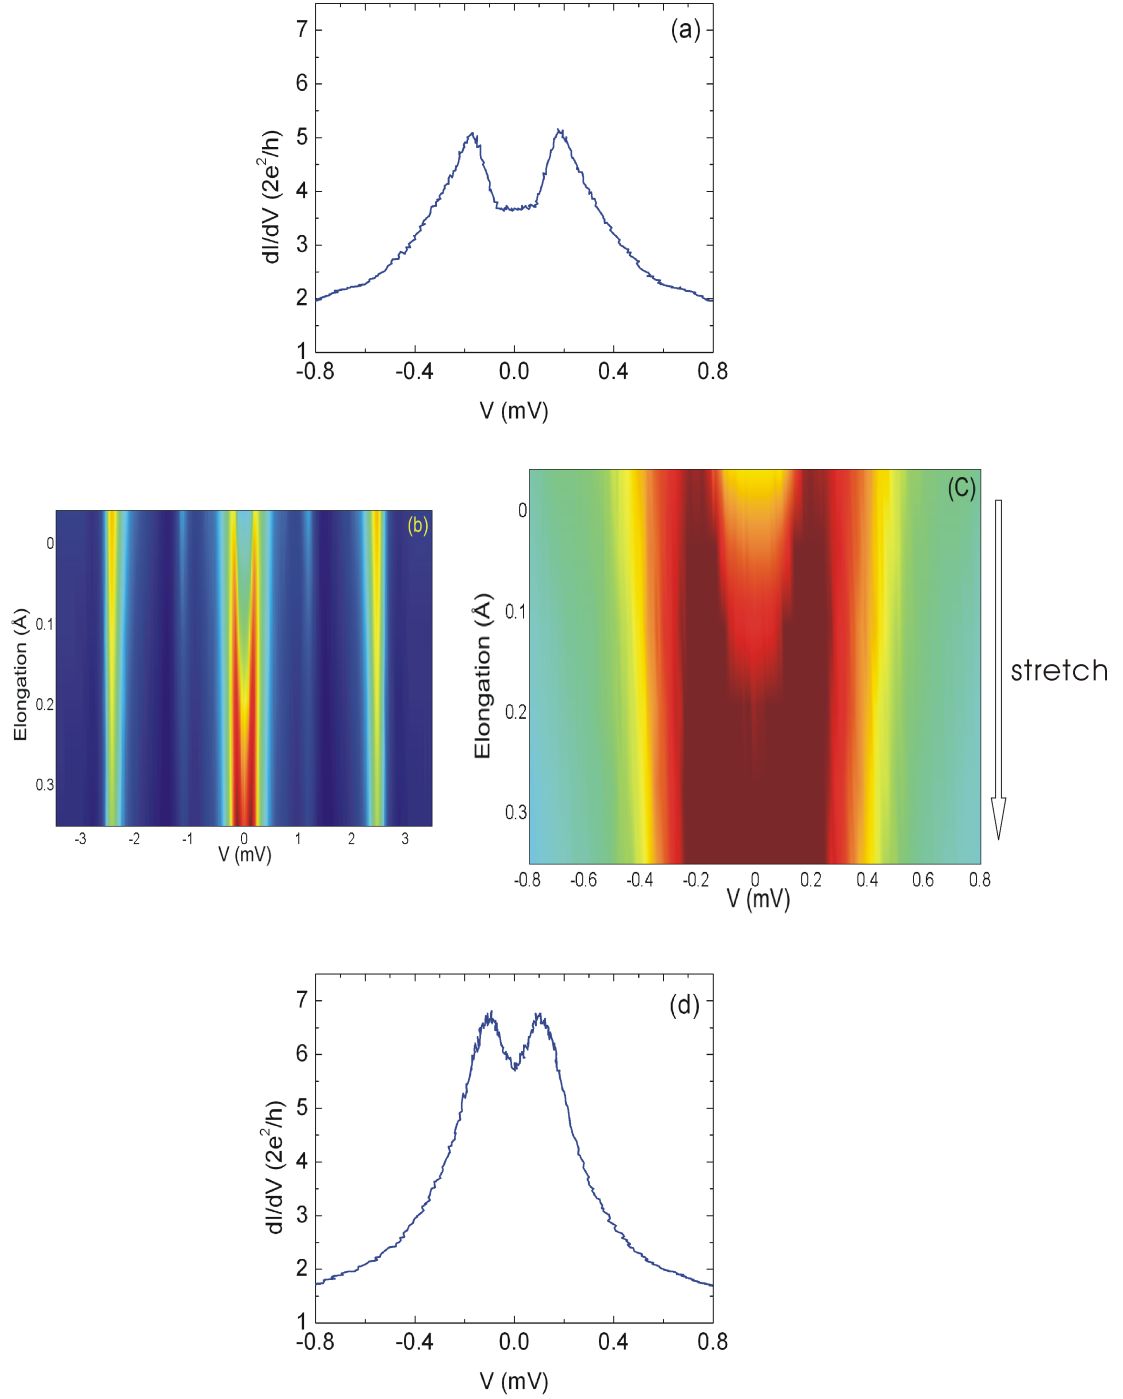 (a)
7
6
5
4
3
2
1
dI/dV (2e²/h)
-0.8 -0.4 0.0 0.4 0.8
V (mV)
(b)
0
0.1
0.2
0.3
Elongation (Å)
-3 -2 -1 0 1 2 3
V (mV)
(C)
0
0.1
0.2
0.3
Elongation (Å)
-0.8 -0.6 -0.4 -0.2 0 0.2 0.4 0.6 0.8
V (mV)
stretch
(d)
7
6
5
4
3
2
1
dI/dV (2e²/h)
-0.8 -0.4 0.0 0.4 0.8
V (mV)